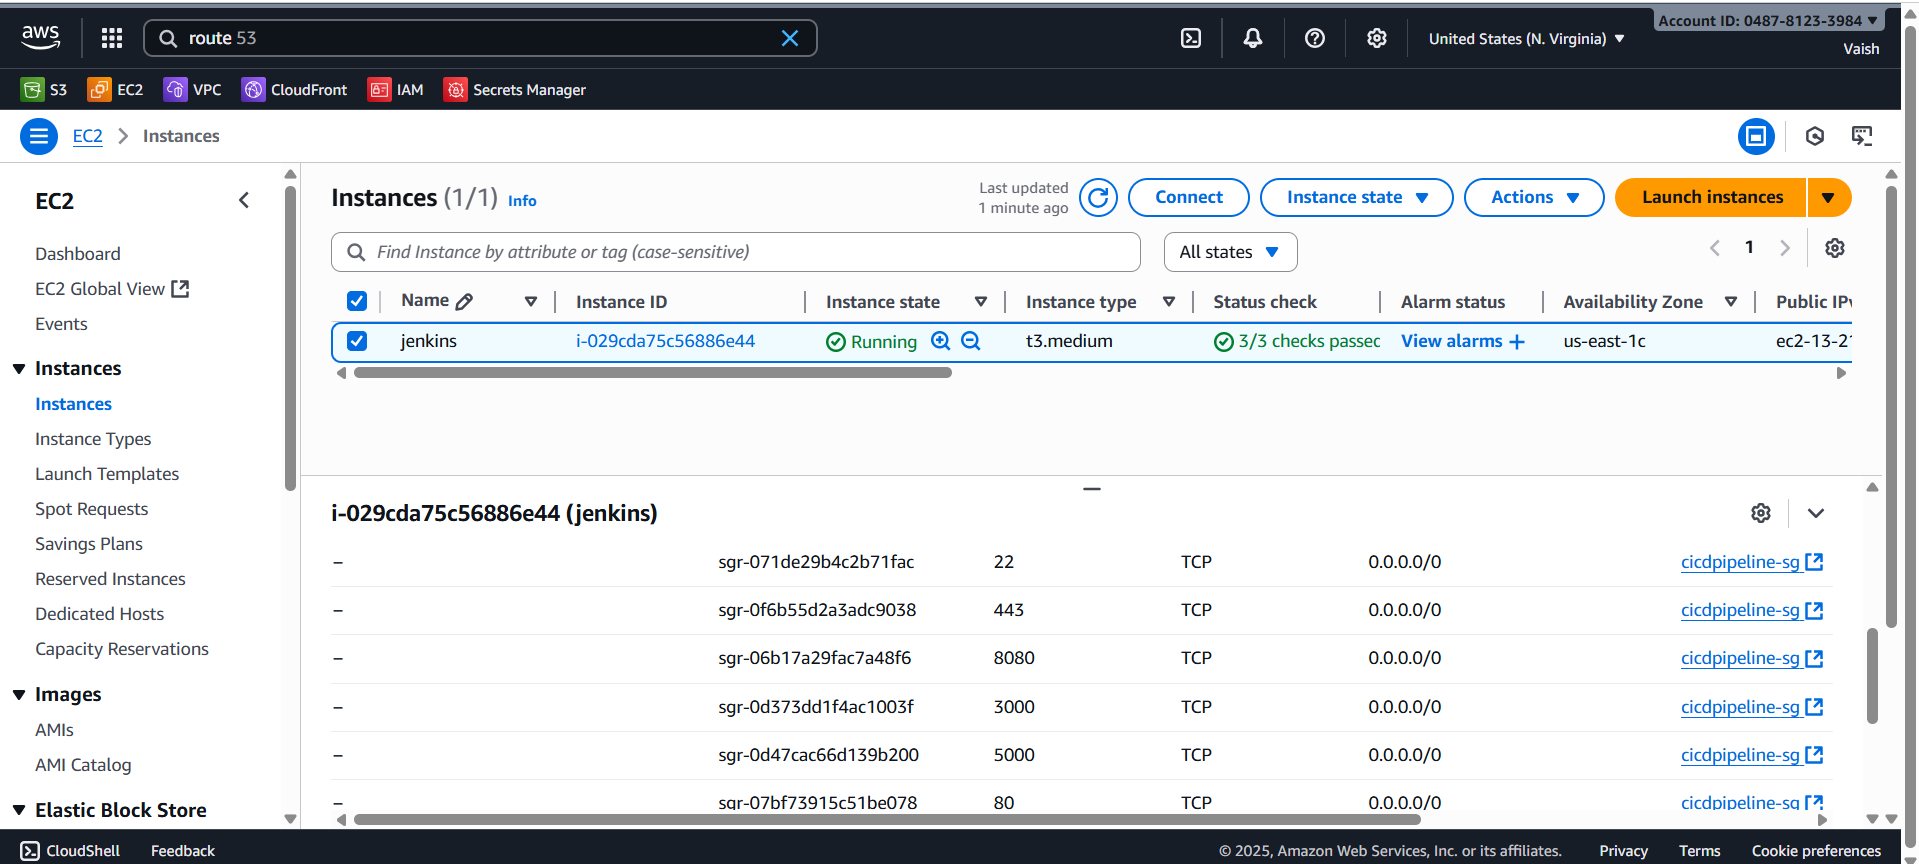 aws
route 53
United States (N. Virginia)
Account ID: 0487-8123-3984
Vaish
S3
EC2
VPC
CloudFront
IAM
Secrets Manager
EC2
Instances
EC2
Dashboard
EC2 Global View
Events
Instances
Instances
Instance Types
Launch Templates
Spot Requests
Savings Plans
Reserved Instances
Dedicated Hosts
Capacity Reservations
Images
AMIs
AMI Catalog
Elastic Block Store
Instances (1/1) Info
Last updated
1 minute ago
Connect
Instance state
Actions
Launch instances
Find Instance by attribute or tag (case-sensitive)
All states
1
Name Instance ID Instance state Instance type Status check Alarm status Availability Zone Public IPv
jenkins i-029cda75c56886e44 Running t3.medium 3/3 checks passed View alarms + us-east-1c ec2-13-21
i-029cda75c56886e44 (jenkins)
– sgr-071de29b4c2b71fac 22 TCP 0.0.0.0/0 cicdpipeline-sg
– sgr-0f6b55d2a3adc9038 443 TCP 0.0.0.0/0 cicdpipeline-sg
– sgr-06b17a29fac7a48f6 8080 TCP 0.0.0.0/0 cicdpipeline-sg
– sgr-0d373dd1f4ac1003f 3000 TCP 0.0.0.0/0 cicdpipeline-sg
– sgr-0d47cac66d139b200 5000 TCP 0.0.0.0/0 cicdpipeline-sg
– sgr-07bf73915c51be078 80 TCP 0.0.0.0/0 cicdpipeline-sg
CloudShell
Feedback
© 2025, Amazon Web Services, Inc. or its affiliates.
Privacy
Terms
Cookie preferences